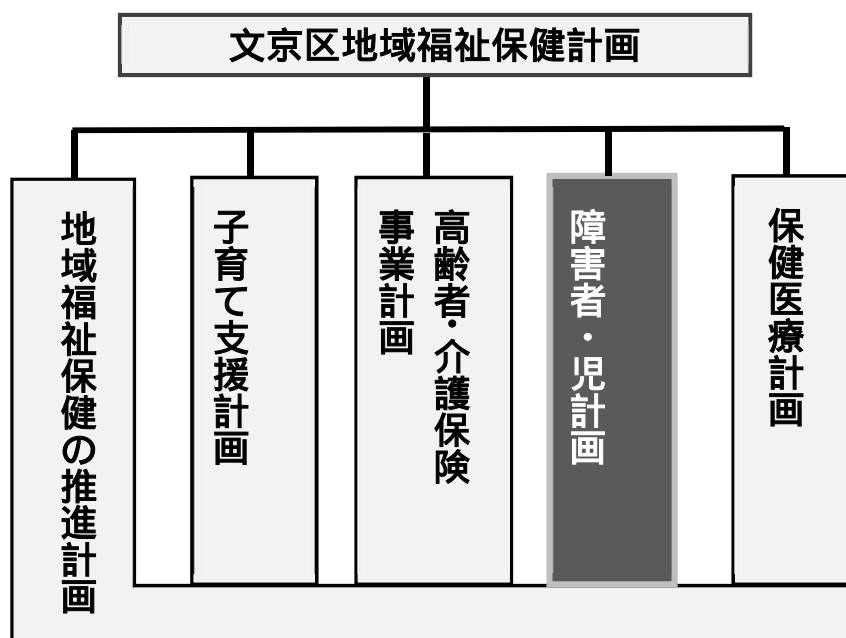 文京区地域福祉保健計画
地域福祉保健の推進計画
子育て支援計画
高齢者・介護保険
事業計画
障害者・児計画
保健医療計画